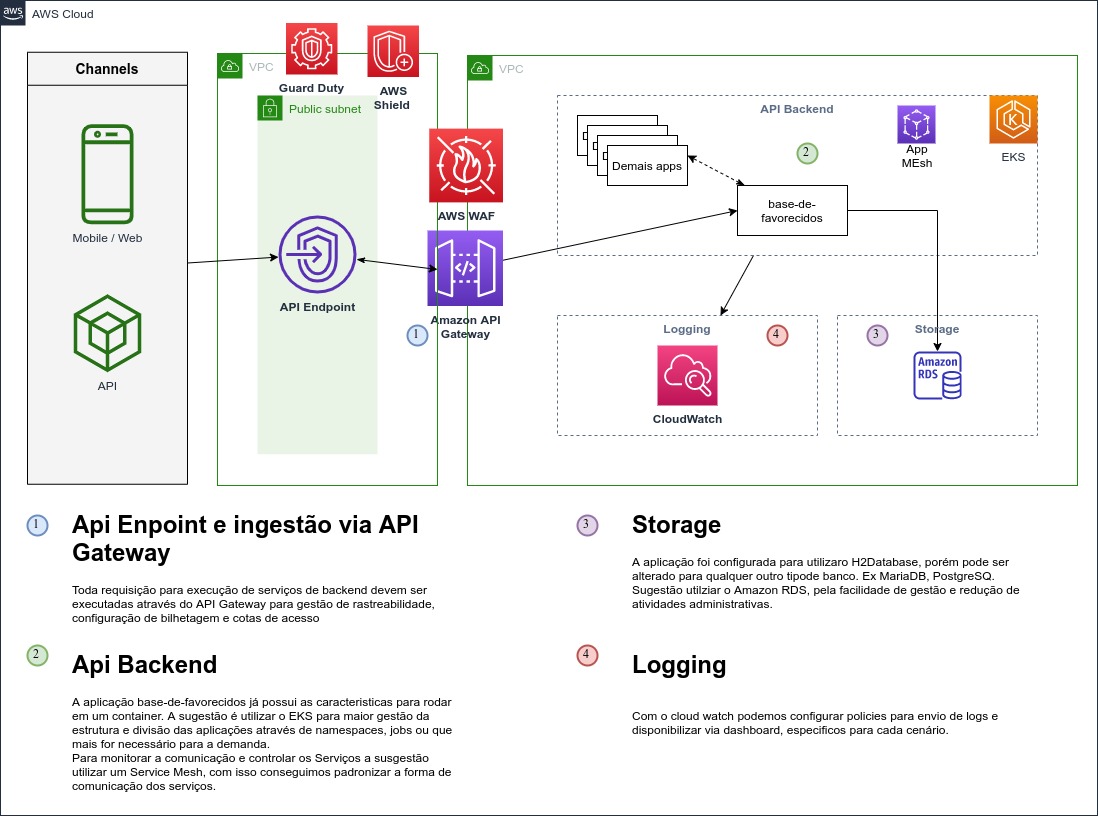 aws
AWS Cloud
Channels
Mobile / Web
API
VPC
Guard Duty
AWS
Shield
Public subnet
API Endpoint
AWS WAF
Amazon API
Gateway
1
VPC
API Backend
Demais apps
2
App
MEsh
K
EKS
base-de-
favorecidos
Logging
4
CloudWatch
3
Storage
Amazon
RDS
1
Api Enpoint e ingestão via API
Gateway
Toda requisição para execução de serviços de backend devem ser
executadas através do API Gateway para gestão de rastreabilidade,
configuração de bilhetagem e cotas de acesso
2
Api Backend
A aplicação base-de-favorecidos já possui as caracteristicas para rodar
em um container. A sugestão é utilizar o EKS para maior gestão da
estrutura e divisão das aplicações através de namespaces, jobs ou que
mais for necessário para a demanda.
Para monitorar a comunicação e controlar os Serviços a susgestão
utilizar um Service Mesh, com isso conseguimos padronizar a forma de
comunicação dos serviços.
3
Storage
A aplicação foi configurada para utilizaro H2Database, porém pode ser
alterado para qualquer outro tipode banco. Ex MariaDB, PostgreSQL.
Sugestão utilziar o Amazon RDS, pela facilidade de gestão e redução de
atividades administrativas.
4
Logging
Com o cloud watch podemos configurar policies para envio de logs e
disponibilizar via dashboard, especificos para cada cenário.